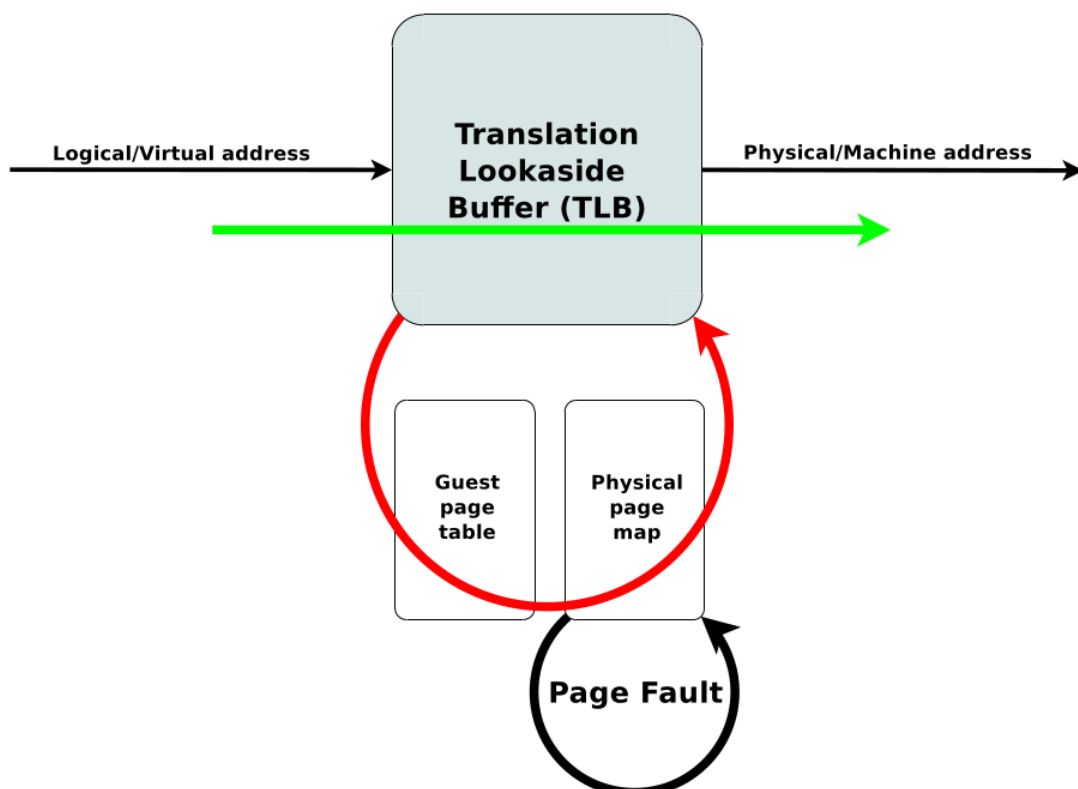 Translation
Lookaside
Buffer (TLB)
Logical/Virtual address
Physical/Machine address
Guest
page
table
Physical
page
map
Page Fault